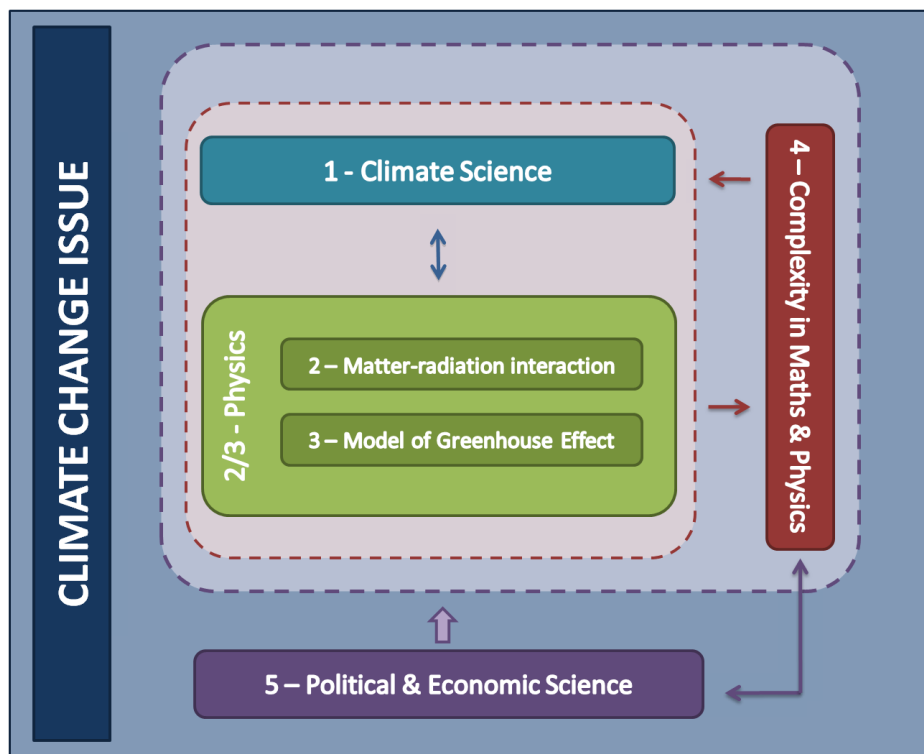 CLIMATE CHANGE ISSUE
1 - Climate Science
2/3 - Physics
2 – Matter-radiation interaction
3 – Model of Greenhouse Effect
4 – Complexity in Maths & Physics
5 – Political & Economic Science